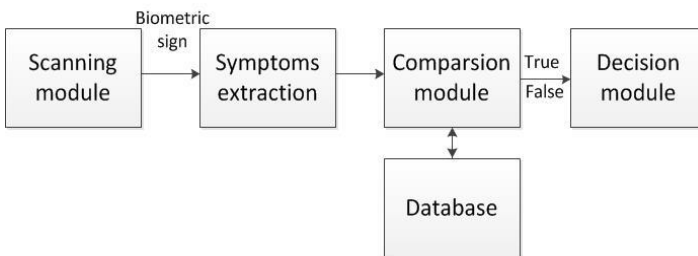 Scanning
module
Biometric
sign
Symptoms
extraction
Comparsion
module
True
False
Decision
module
Database